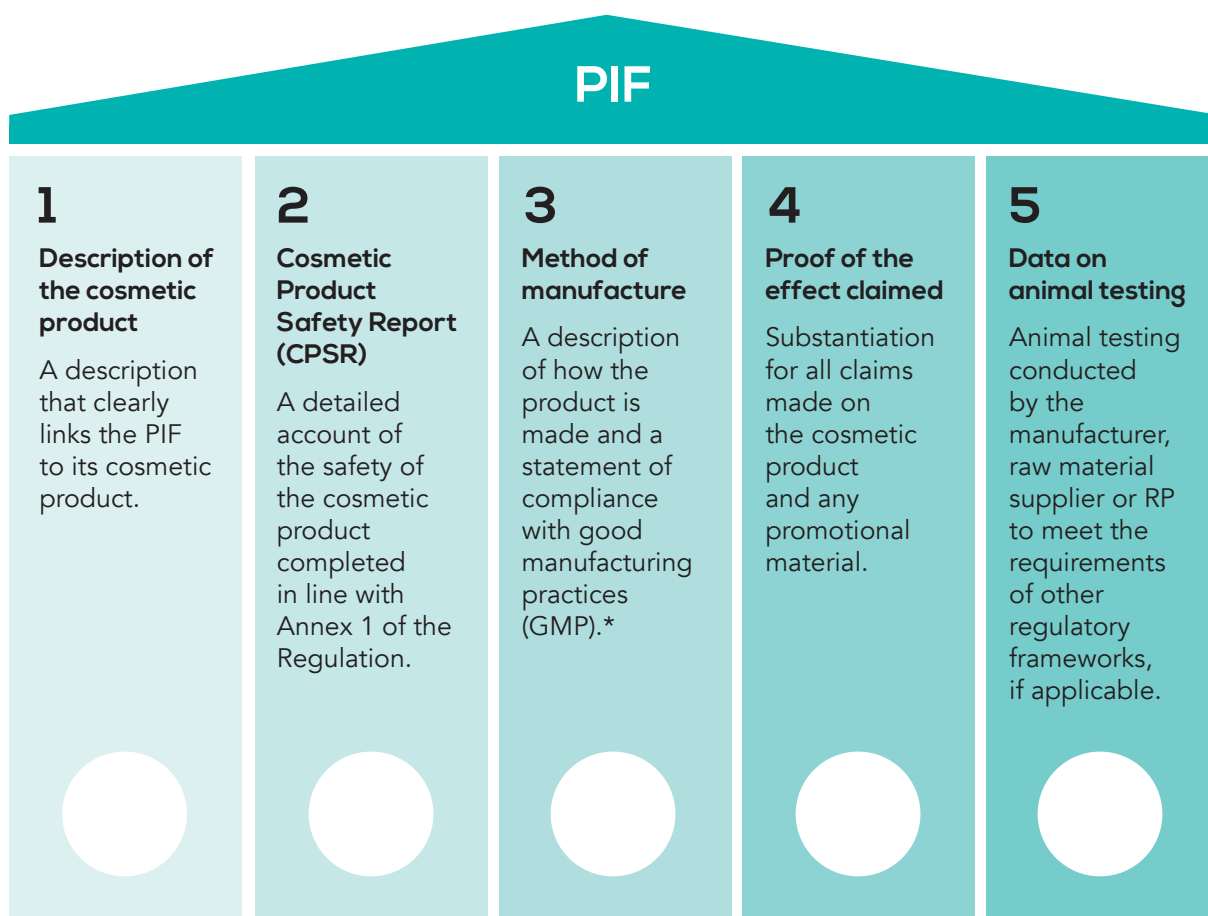 PIF
1
Description of
the cosmetic
product
A description
that clearly
links the PIF
to its cosmetic
product.
2
Cosmetic
Product
Safety Report
(CPSR)
A detailed
account of
the safety of
the cosmetic
product
completed
in line with
Annex 1 of the
Regulation.
3
Method of
manufacture
A description
of how the
product is
made and a
statement of
compliance
with good
manufacturing
practices
(GMP).*
4
Proof of the
effect claimed
Substantiation
for all claims
made on
the cosmetic
product
and any
promotional
material.
5
Data on
animal testing
Animal testing
conducted
by the
manufacturer,
raw material
supplier or RP
to meet the
requirements
of other
regulatory
frameworks,
if applicable.